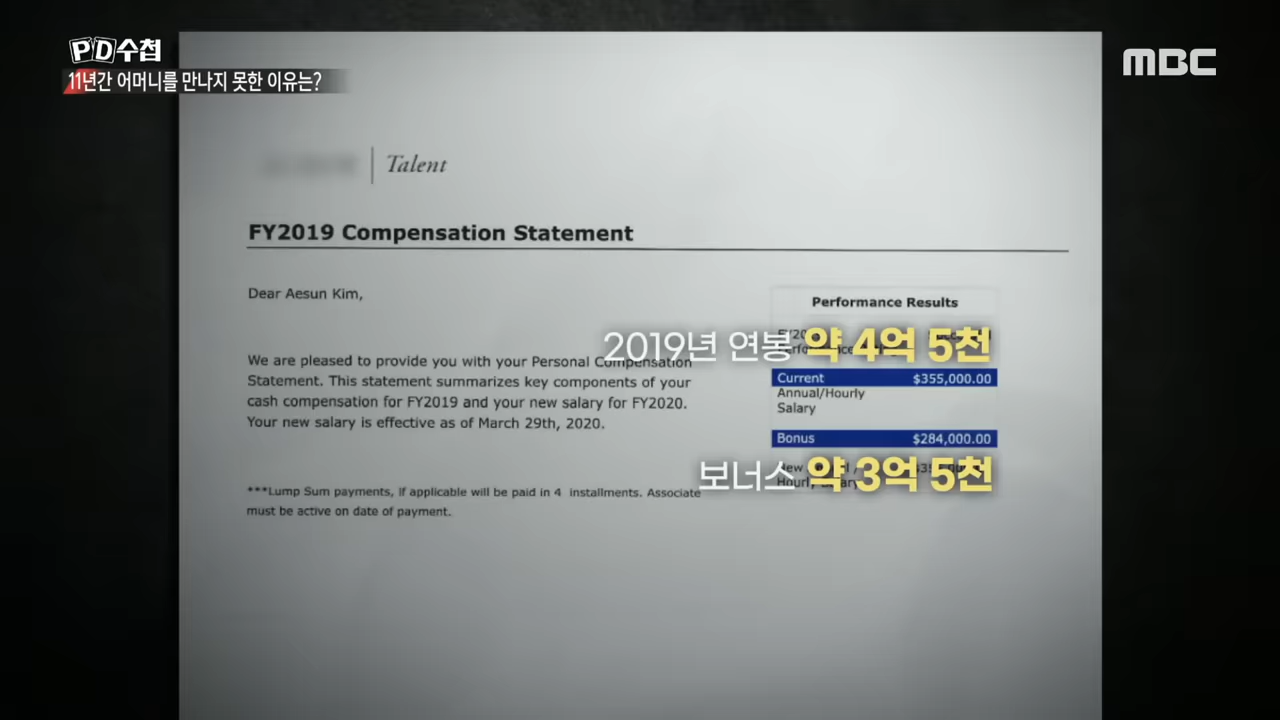 PD수첩
11년간 어머니를 만나지 못한 이유는?
MBC
Talent
FY2019 Compensation Statement
Dear Aesun Kim,
We are pleased to provide you with your Personal Compensation
Statement. This statement summarizes key components of your
cash compensation for FY2019 and your new salary for FY2020.
Your new salary is effective as of March 29th, 2020.
***Lump Sum payments, if applicable will be paid in 4 installments. Associate
must be active on date of payment.
Performance Results
2019년 연봉 약 4억 5천
Current $355,000.00
Annual/Hourly
Salary
Bonus $284,000.00
보너스 약 3억 5천